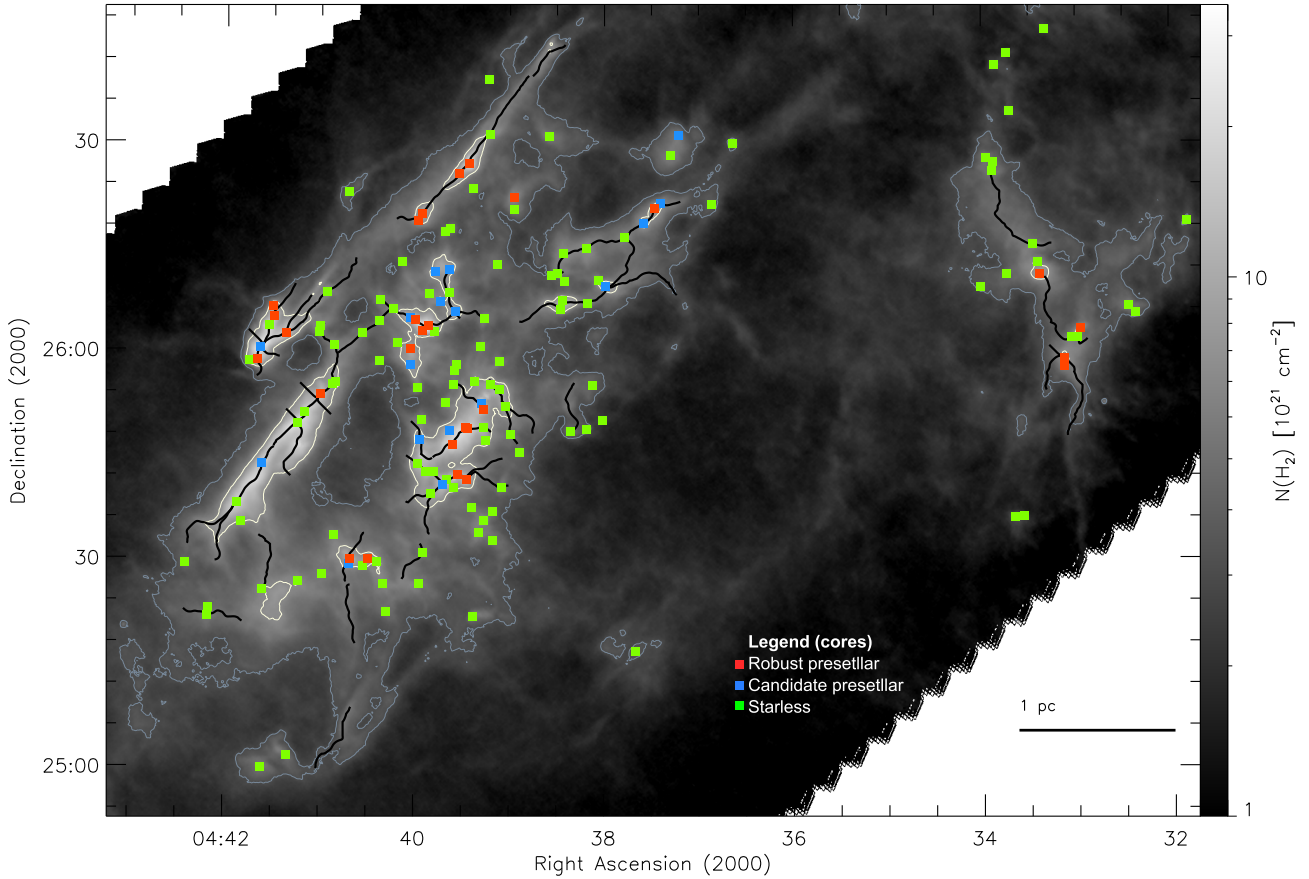 30
26:00
30
25:00
Declination (2000)
04:42
40
38
36
34
32
Right Ascension (2000)
Legend (cores)
Robust presetllar
Candidate presetllar
Starless
1 pc
10
1
N(H₂) [10²¹ cm⁻²]